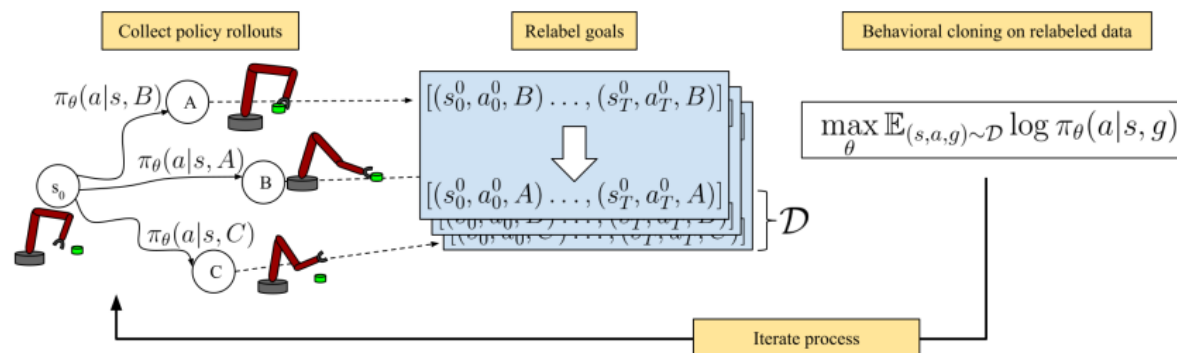 Collect policy rollouts
Relabel goals
Behavioral cloning on relabeled data
π_θ(a|s, B)
A
π_θ(a|s, A)
B
s_0
π_θ(a|s, C)
C
[(s_0^0, a_0^0, B) . . . , (s_T^0, a_T^0, B)]
[(s_0^0, a_0^0, A) . . . , (s_T^0, a_T^0, A)]
𝒟
max_θ 𝔼_{(s,a,g)∼𝒟} log π_θ(a|s, g)
Iterate process